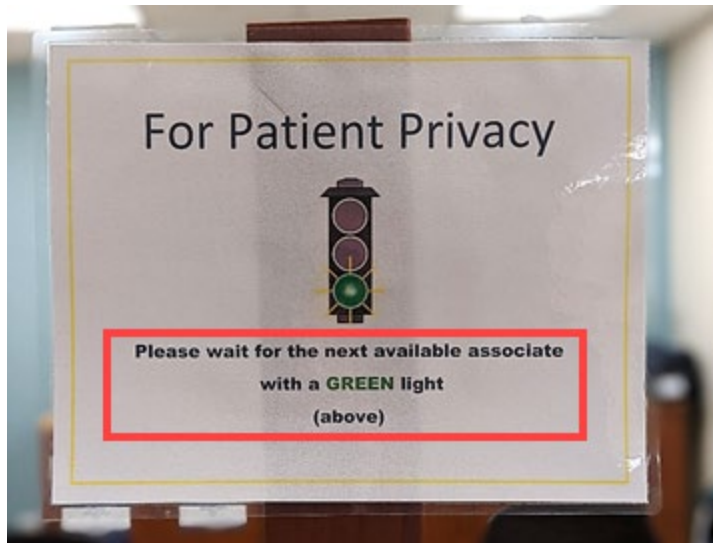 For Patient Privacy
Please wait for the next available associate
with a GREEN light
(above)